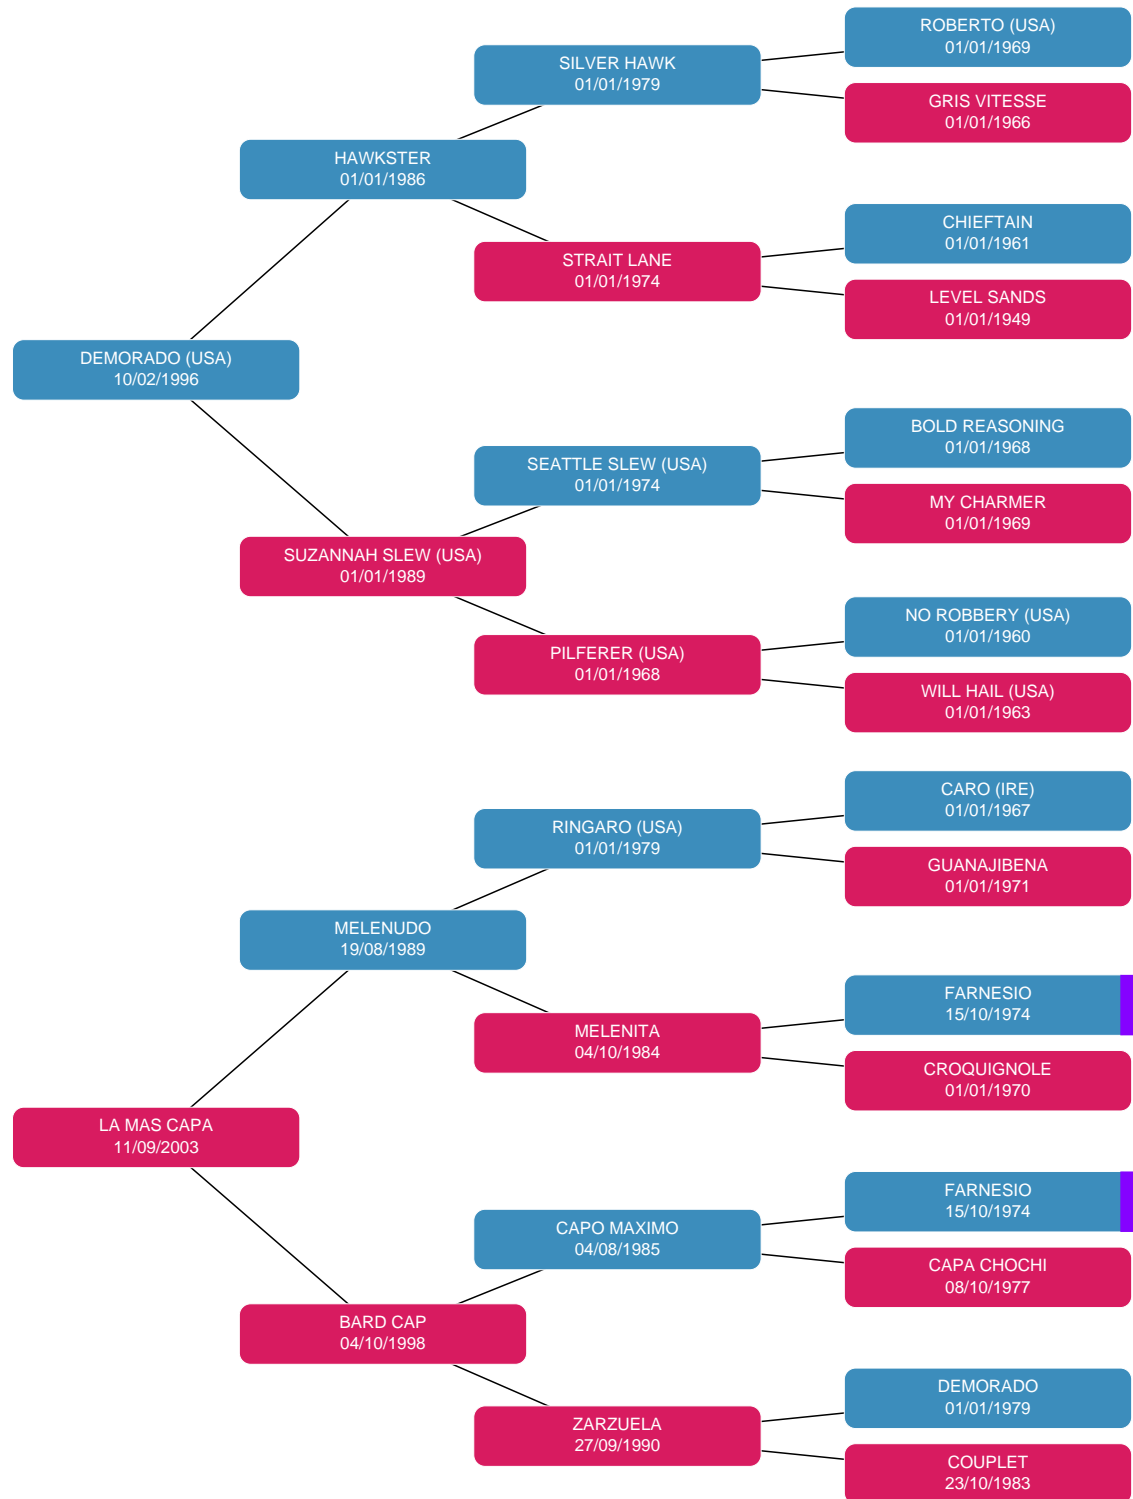 ROBERTO (USA)
01/01/1969
SILVER HAWK
01/01/1979
GRIS VITESSE
01/01/1966
HAWKSTER
01/01/1986
CHIEFTAIN
01/01/1961
STRAIT LANE
01/01/1974
LEVEL SANDS
01/01/1949
DEMORADO (USA)
10/02/1996
BOLD REASONING
01/01/1968
SEATTLE SLEW (USA)
01/01/1974
MY CHARMER
01/01/1969
SUZANNAH SLEW (USA)
01/01/1989
NO ROBBERY (USA)
01/01/1960
PILFERER (USA)
01/01/1968
WILL HAIL (USA)
01/01/1963
CARO (IRE)
01/01/1967
RINGARO (USA)
01/01/1979
GUANAJIBENA
01/01/1971
MELENUDO
19/08/1989
FARNESIO
15/10/1974
MELENITA
04/10/1984
CROQUIGNOLE
01/01/1970
LA MAS CAPA
11/09/2003
FARNESIO
15/10/1974
CAPO MAXIMO
04/08/1985
CAPA CHOCHI
08/10/1977
BARD CAP
04/10/1998
DEMORADO
01/01/1979
ZARZUELA
27/09/1990
COUPLET
23/10/1983